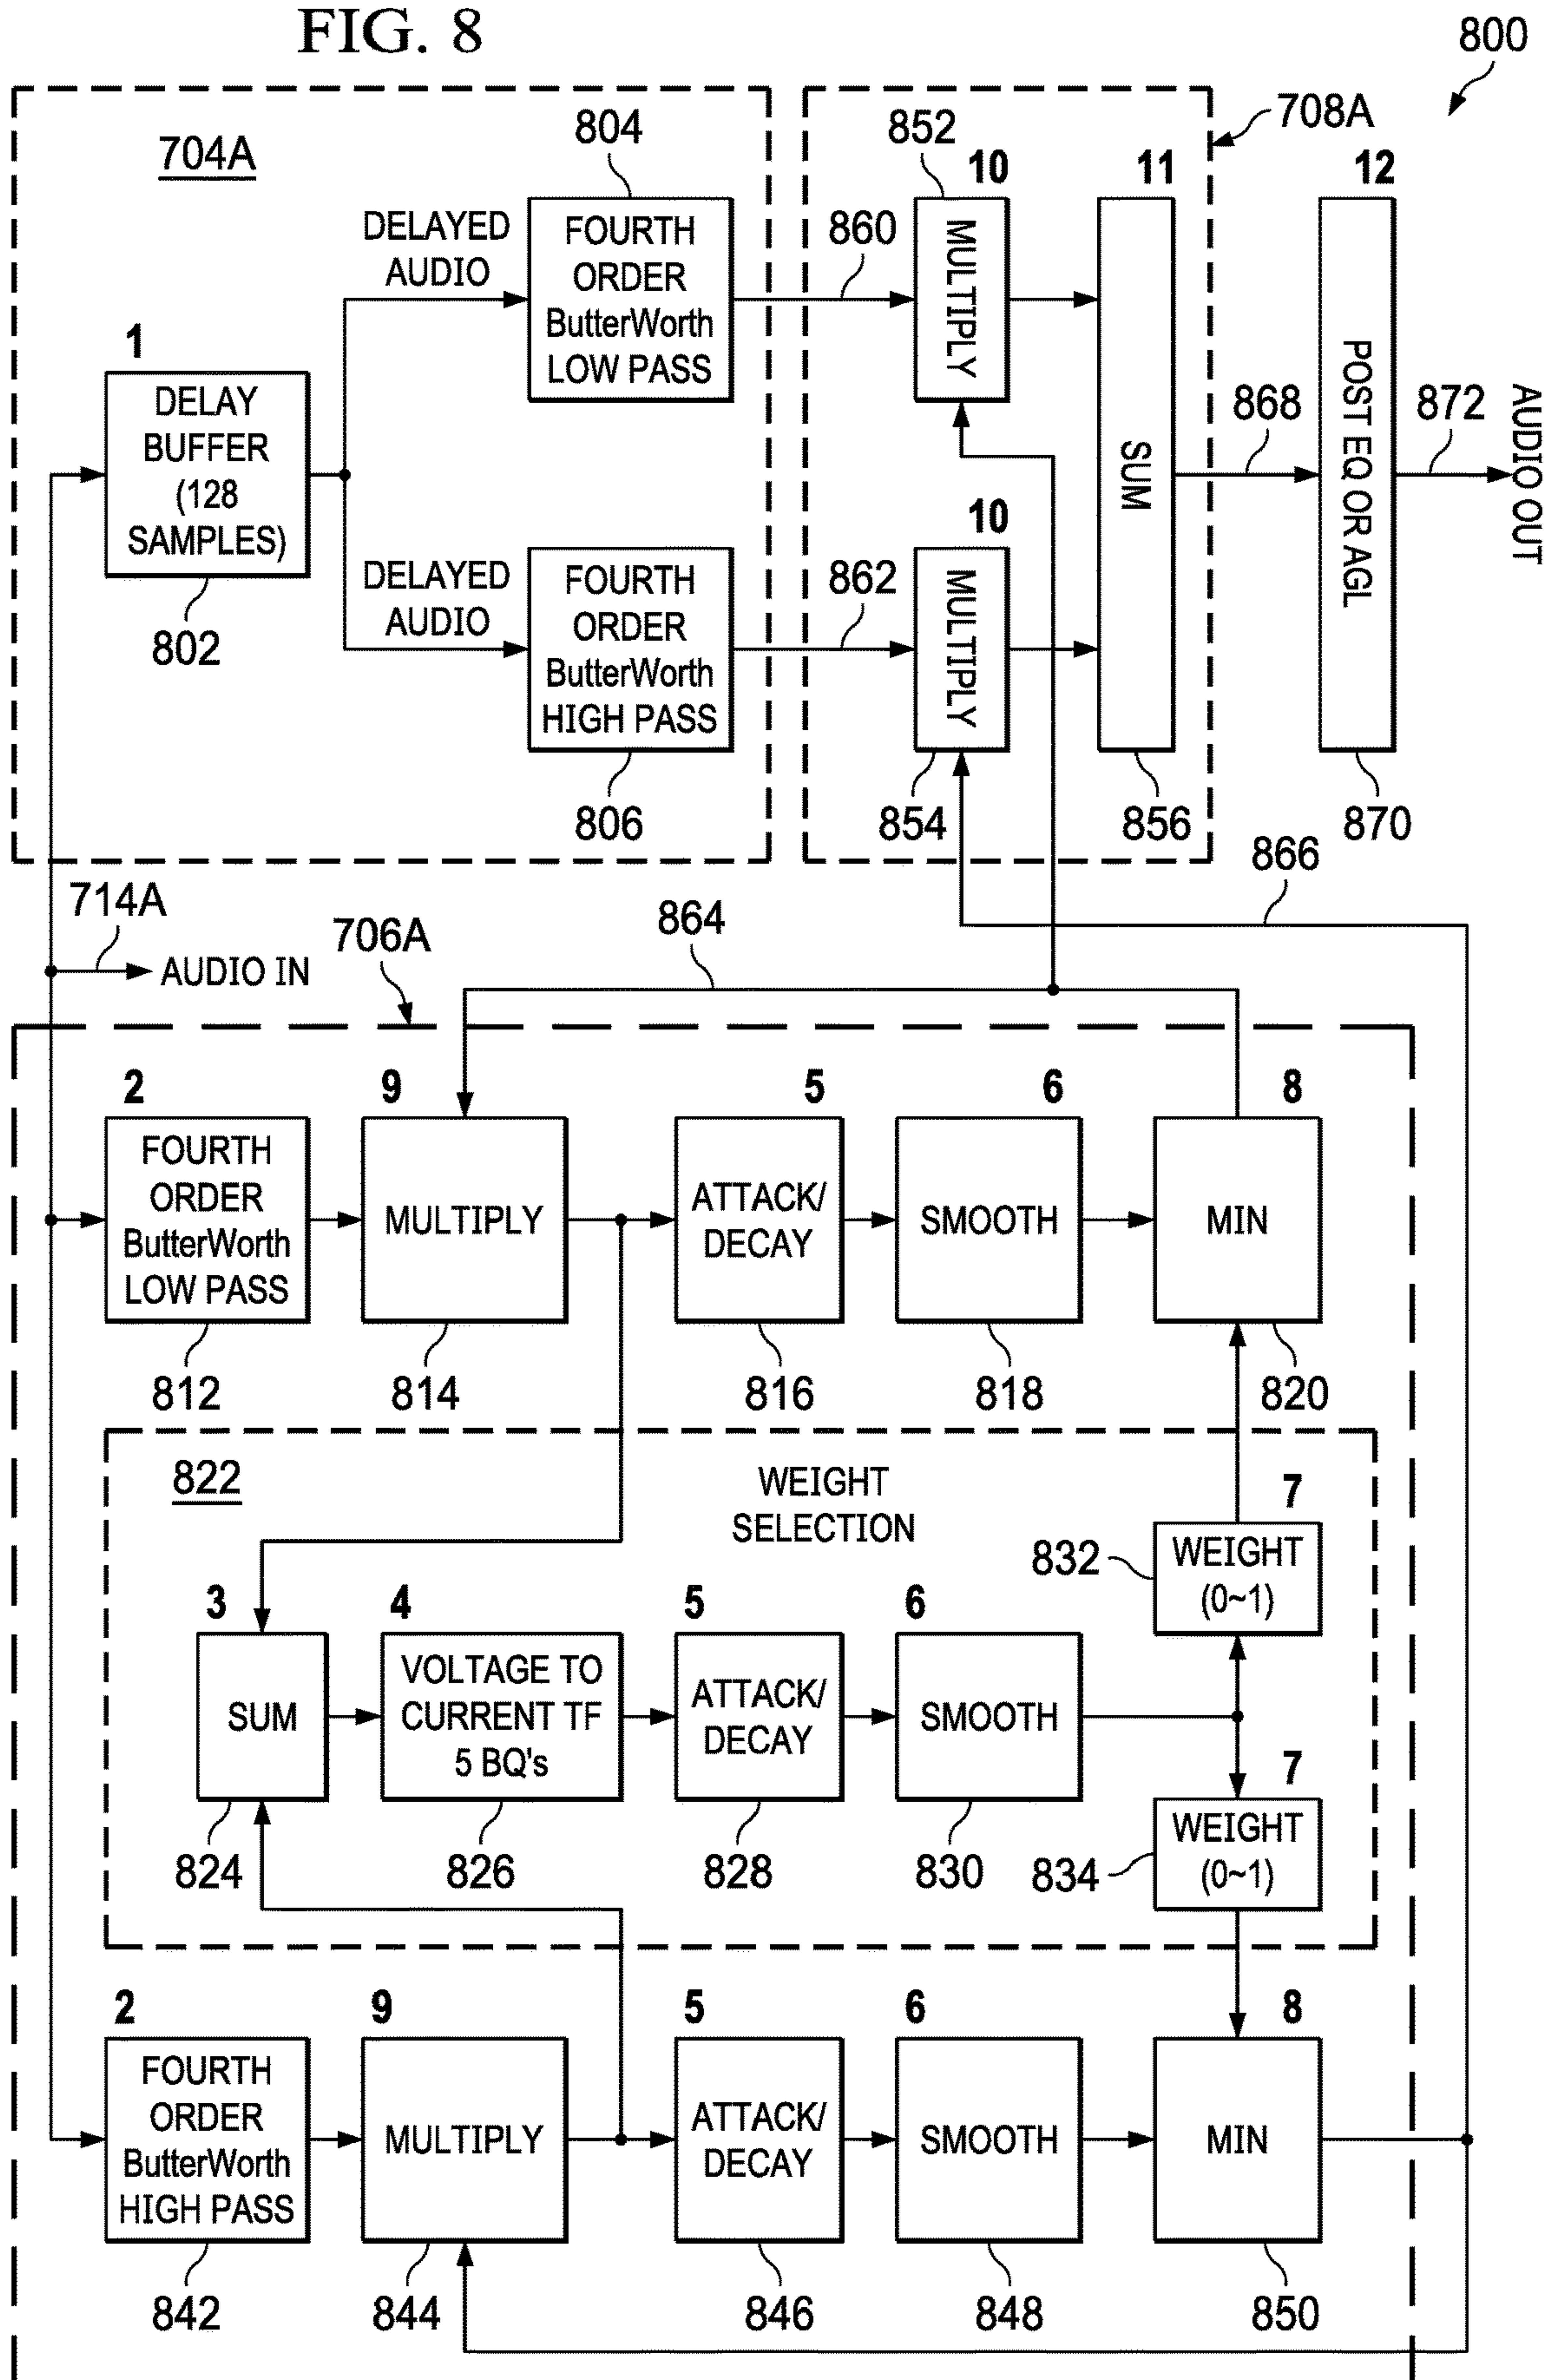 FIG. 8
800
704A
804
852
10
11
708A
12
DELAYED
AUDIO
FOURTH
ORDER
ButterWorth
LOW PASS
860
MULTIPLY
1
DELAY
BUFFER
(128
SAMPLES)
802
SUM
868
POST EQ OR AGL
872
AUDIO OUT
DELAYED
AUDIO
FOURTH
ORDER
ButterWorth
HIGH PASS
806
862
10
MULTIPLY
854
856
870
866
714A
AUDIO IN
706A
864
2
FOURTH
ORDER
ButterWorth
LOW PASS
812
9
MULTIPLY
814
5
ATTACK/
DECAY
816
6
SMOOTH
818
8
MIN
820
822
WEIGHT
SELECTION
7
832
WEIGHT
(0~1)
3
SUM
824
4
VOLTAGE TO
CURRENT TF
5 BQ's
826
5
ATTACK/
DECAY
828
6
SMOOTH
830
7
834
WEIGHT
(0~1)
2
FOURTH
ORDER
ButterWorth
HIGH PASS
842
9
MULTIPLY
844
5
ATTACK/
DECAY
846
6
SMOOTH
848
8
MIN
850